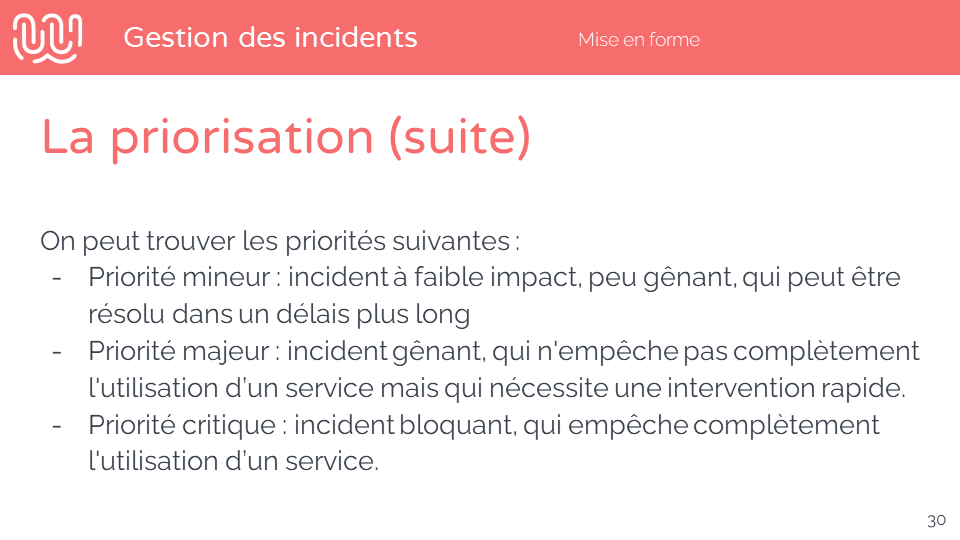 Gestion des incidents
Mise en forme
La priorisation (suite)
On peut trouver les priorités suivantes :
- Priorité mineur : incident à faible impact, peu gênant, qui peut être
résolu dans un délais plus long
- Priorité majeur : incident gênant, qui n'empêche pas complètement
l'utilisation d’un service mais qui nécessite une intervention rapide.
- Priorité critique : incident bloquant, qui empêche complètement
l'utilisation d’un service.
30